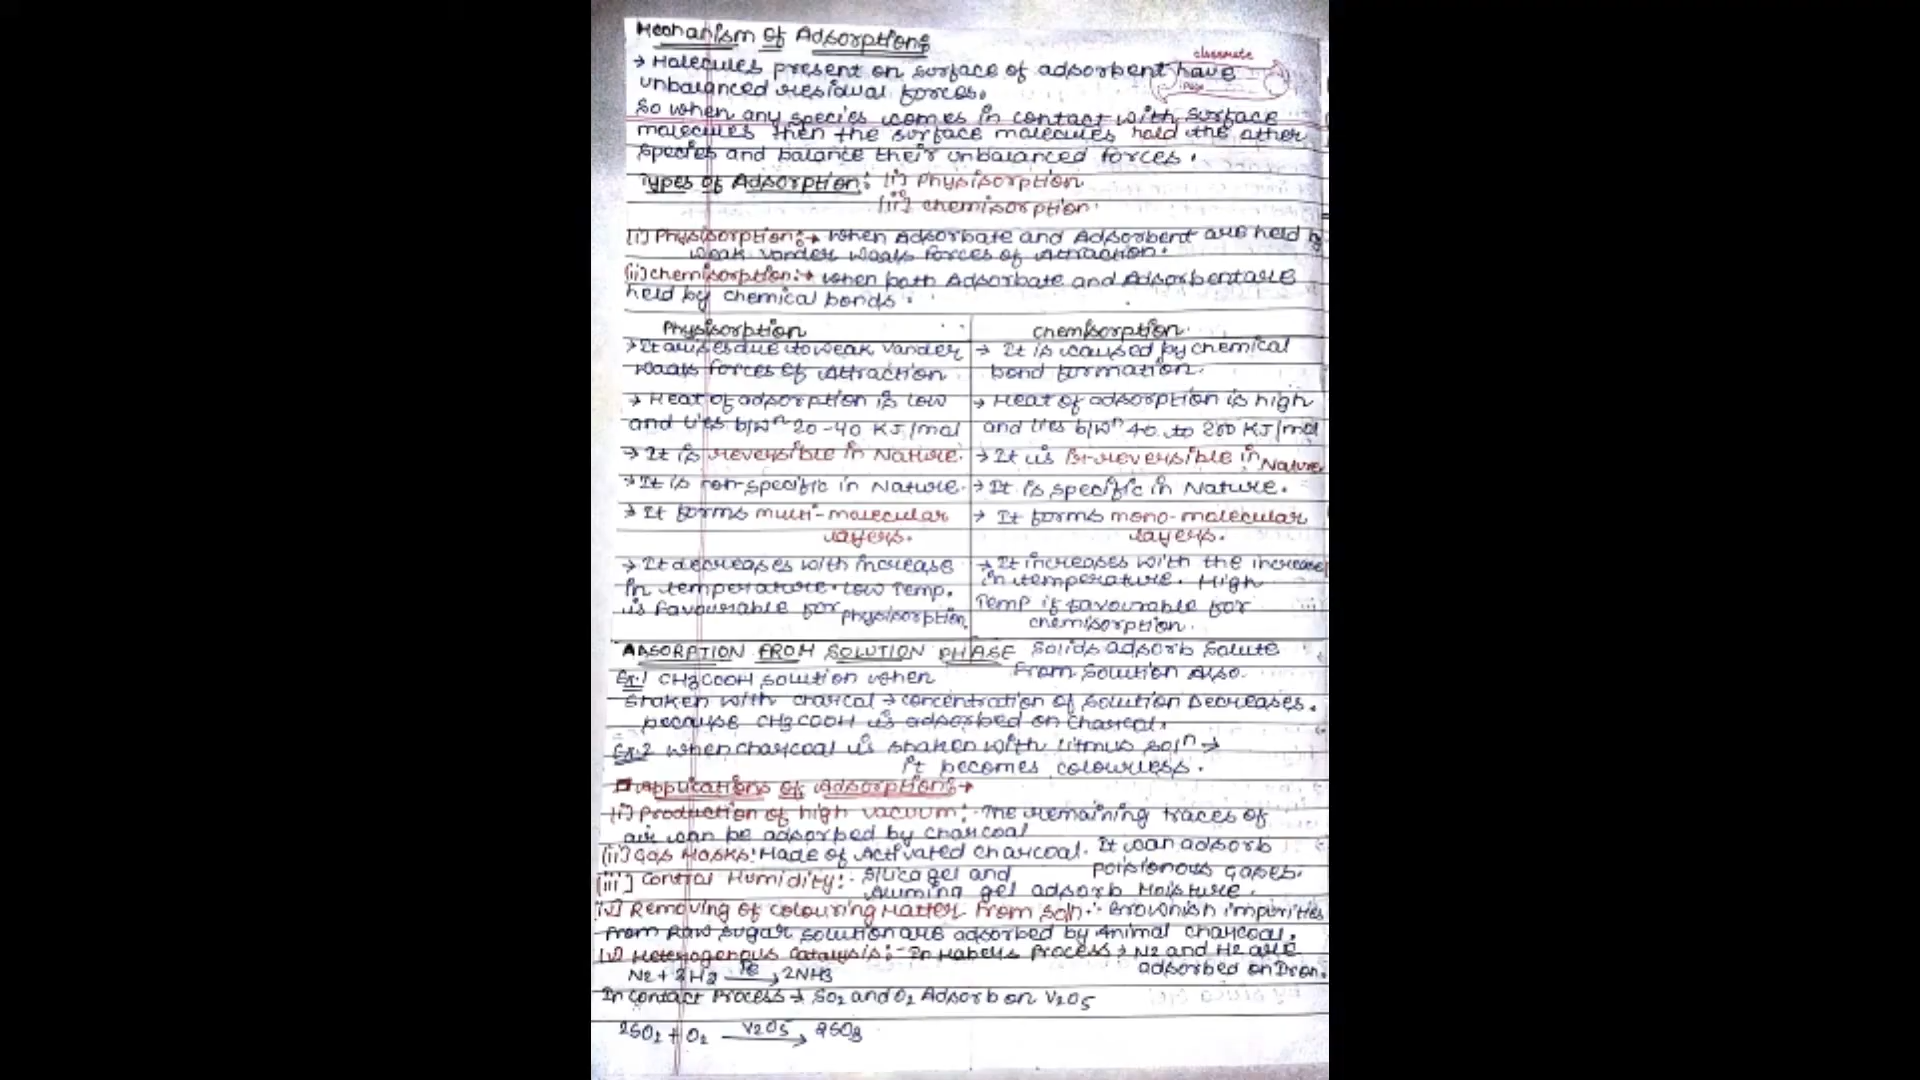 Mechanism of Adsorption:
classmate
→ Molecules present on surface of adsorbent have
Page
unbalanced residual forces.
So when any species comes in contact with surface
molecules then the surface molecules hold the other
species and balance their unbalanced forces.
Types of Adsorption: (i) Physisorption
(ii) chemisorption.
(i) Physisorption:→ When Adsorbate and Adsorbent are held by
weak vander waals forces of attraction.
(ii) chemisorption:→ when both Adsorbate and Adsorbent are
held by chemical bonds.
Physisorption
→ It arises due to weak vander
waals forces of Attraction
→ Heat of adsorption is low
and lies b/wⁿ 20-40 KJ/mol
→ It is reversible in Nature.
→ It is non-specific in Nature.
→ It forms multi-molecular
layers.
→ It decreases with increase
in temperature. Low Temp.
is favourable for physisorption.
chemisorption.
→ It is caused by chemical
bond formation.
→ Heat of adsorption is high
and lies b/wⁿ 40 to 200 KJ/mol
→ It is ir-reversible in Nature
→ It is specific in Nature.
→ It forms mono-molecular
layers.
→ It increases with the increase
in temperature. High
Temp is favourable for
chemisorption.
ADSORPTION FROM SOLUTION PHASE Solids adsorb Solute
from Solution Also.
Ex.1 CH3COOH solution when
shaken with charcol → concentration of solution Decreases.
because CH3COOH is adsorbed on charcol.
Ex.2 When charcoal is shaken with litmus solⁿ →
it becomes colourless.
Applications of Adsorption:→
(i) Production of high vacuum:- The remaining traces of
air can be adsorbed by charcoal
(ii) Gas Masks: Made of Activated charcoal. It can adsorb
poisionous gases.
(iii) Control Humidity:- Silica gel and
Alumina gel adsorb Moisture.
(iv) Removing of colouring Matter from soln:- Brownish impurities
from Raw sugar solution are adsorbed by Animal charcoal.
(v) Heterogenous Catalysis:- In Haber's Process → N2 and H2 are
adsorbed on Iron.
N2 + 3H2 Fe → 2NH3
In Contact Process → SO2 and O2 Adsorb on V2O5
2SO2 + O2 V2O5 → 2SO3